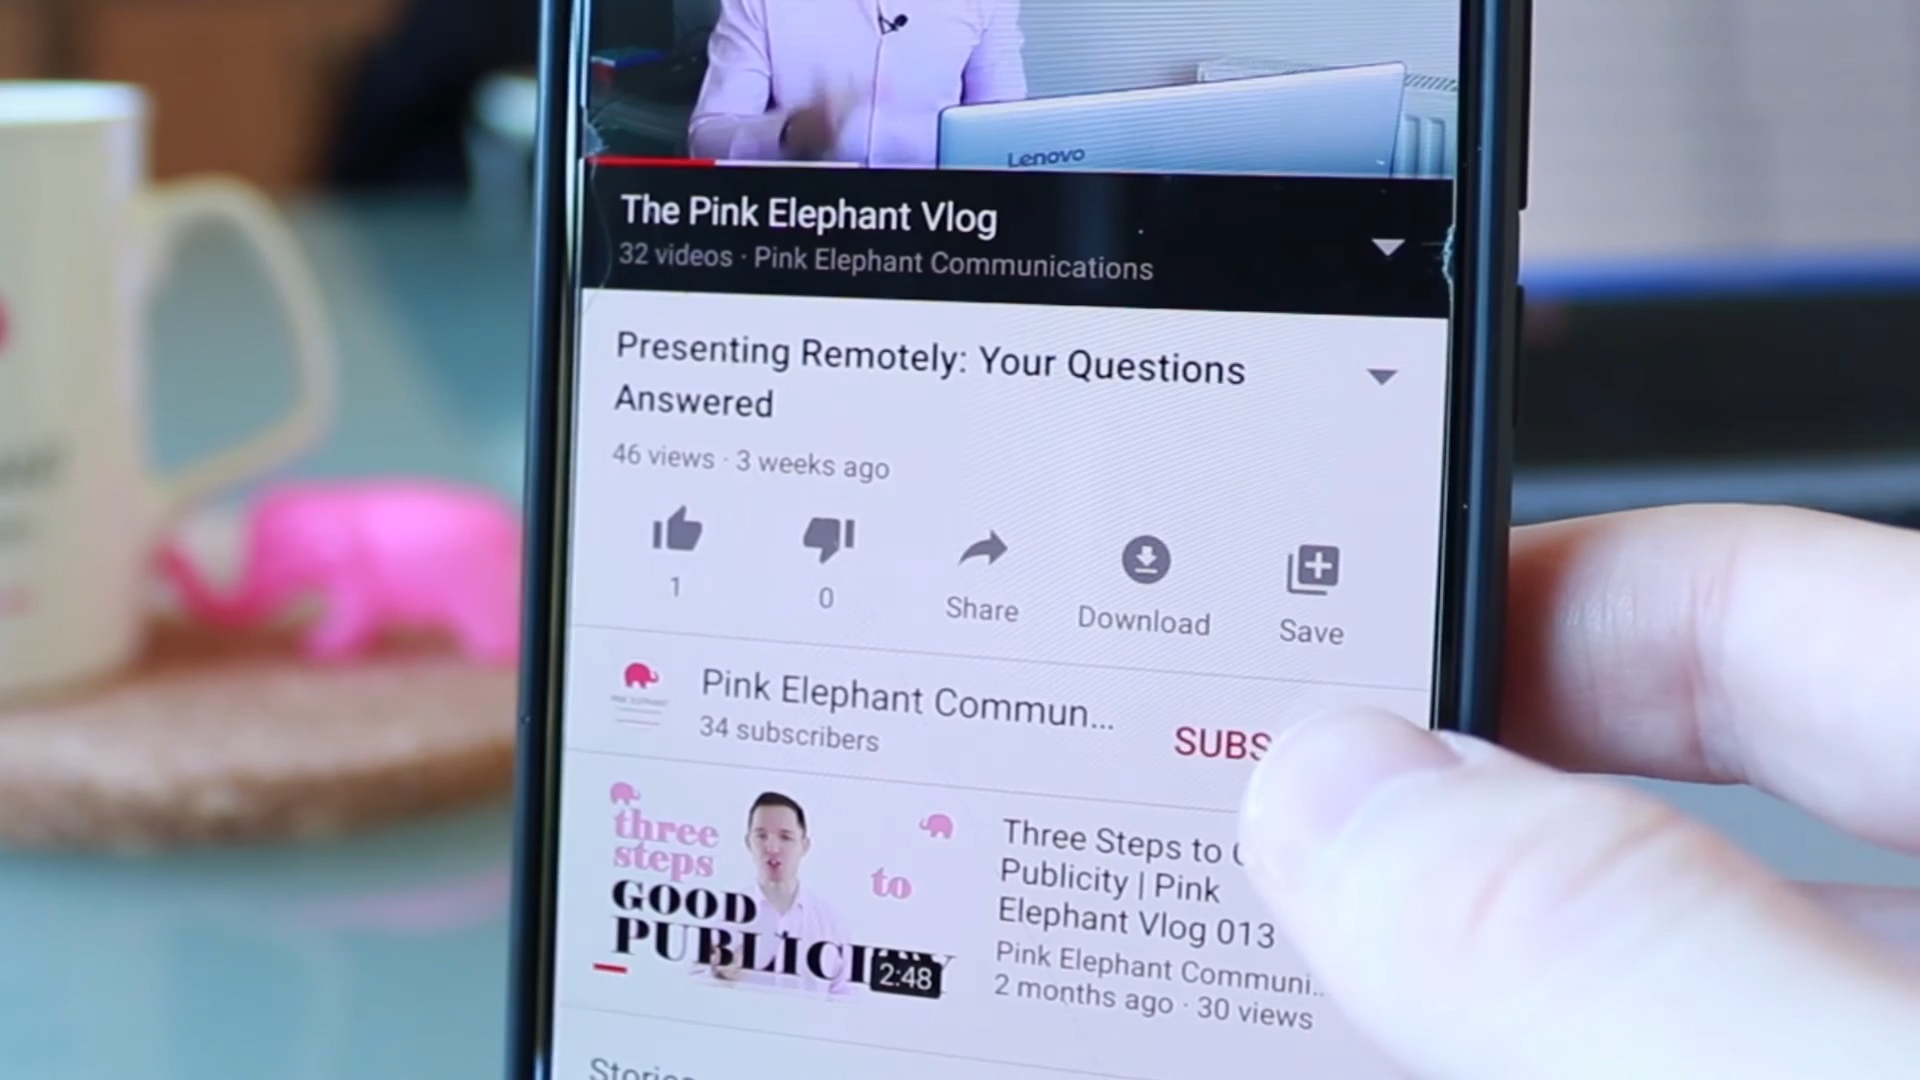 Lenovo
The Pink Elephant Vlog
32 videos · Pink Elephant Communications
Presenting Remotely: Your Questions
Answered
46 views · 3 weeks ago
1
0
Share
Download
Save
Pink Elephant Commun...
34 subscribers
SUBS
three
steps
to
GOOD
PUBLICITY
2:48
Three Steps to
Publicity | Pink
Elephant Vlog 013
Pink Elephant Communi...
2 months ago · 30 views
Stories